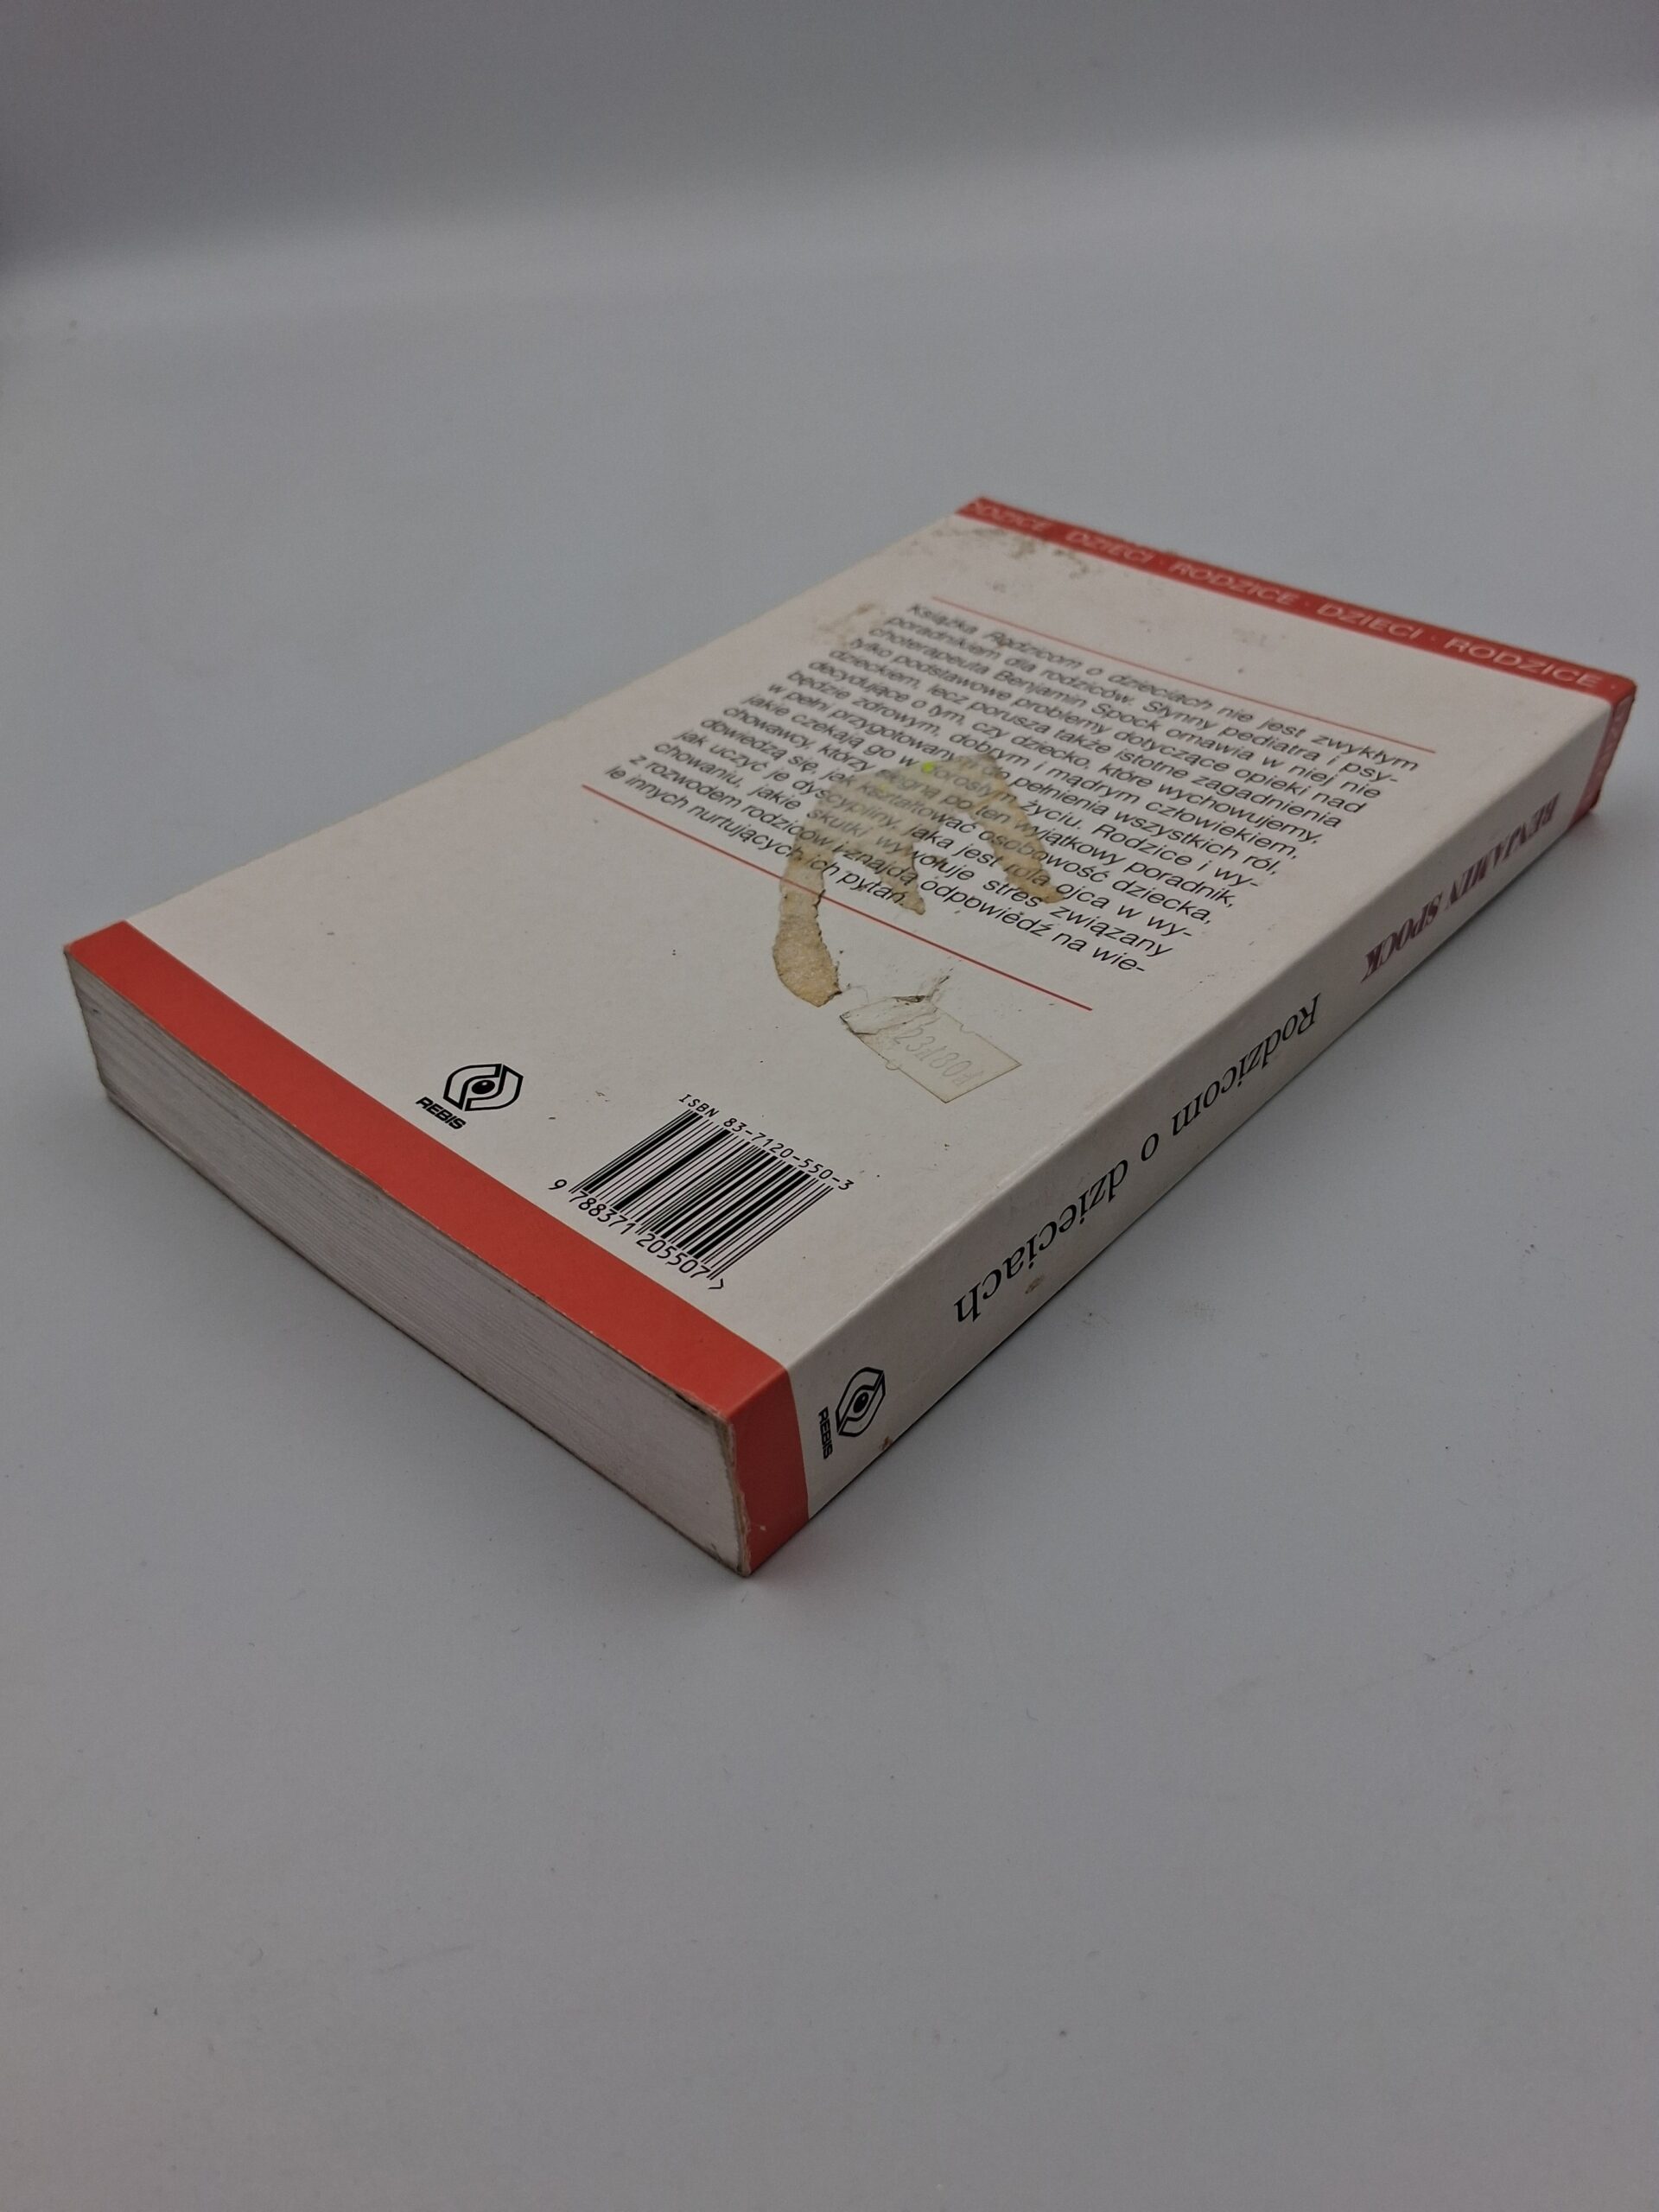 DZICE · DZIECI · RODZICE · DZIECI · RODZICE ·
Książka Rodzicom o dzieciach nie jest zwykłym
poradnikiem dla rodziców. Słynny pediatra i psy-
choterapeuta Benjamin Spock omawia w niej nie
tylko podstawowe problemy dotyczące opieki nad
dzieckiem, lecz porusza także istotne zagadnienia
decydujące o tym, czy dziecko, które wychowujemy,
będzie zdrowym, dobrym i mądrym człowiekiem,
w pełni przygotowanym do pełnienia wszystkich ról,
jakie czekają go w dorosłym życiu. Rodzice i wy-
chowawcy, którzy sięgną po ten wyjątkowy poradnik,
dowiedzą się, jak kształtować osobowość dziecka,
jak uczyć je dyscypliny, jaka jest rola ojca w wy-
chowaniu, jakie skutki wywołuje stres związany
z rozwodem rodziców i znajdą odpowiedź na wie-
le innych nurtujących ich pytań.
REBIS
ISBN 83-7120-550-3
9 788371 205507 >
BENJAMIN SPOCK
Rodzicom o dzieciach
REBIS